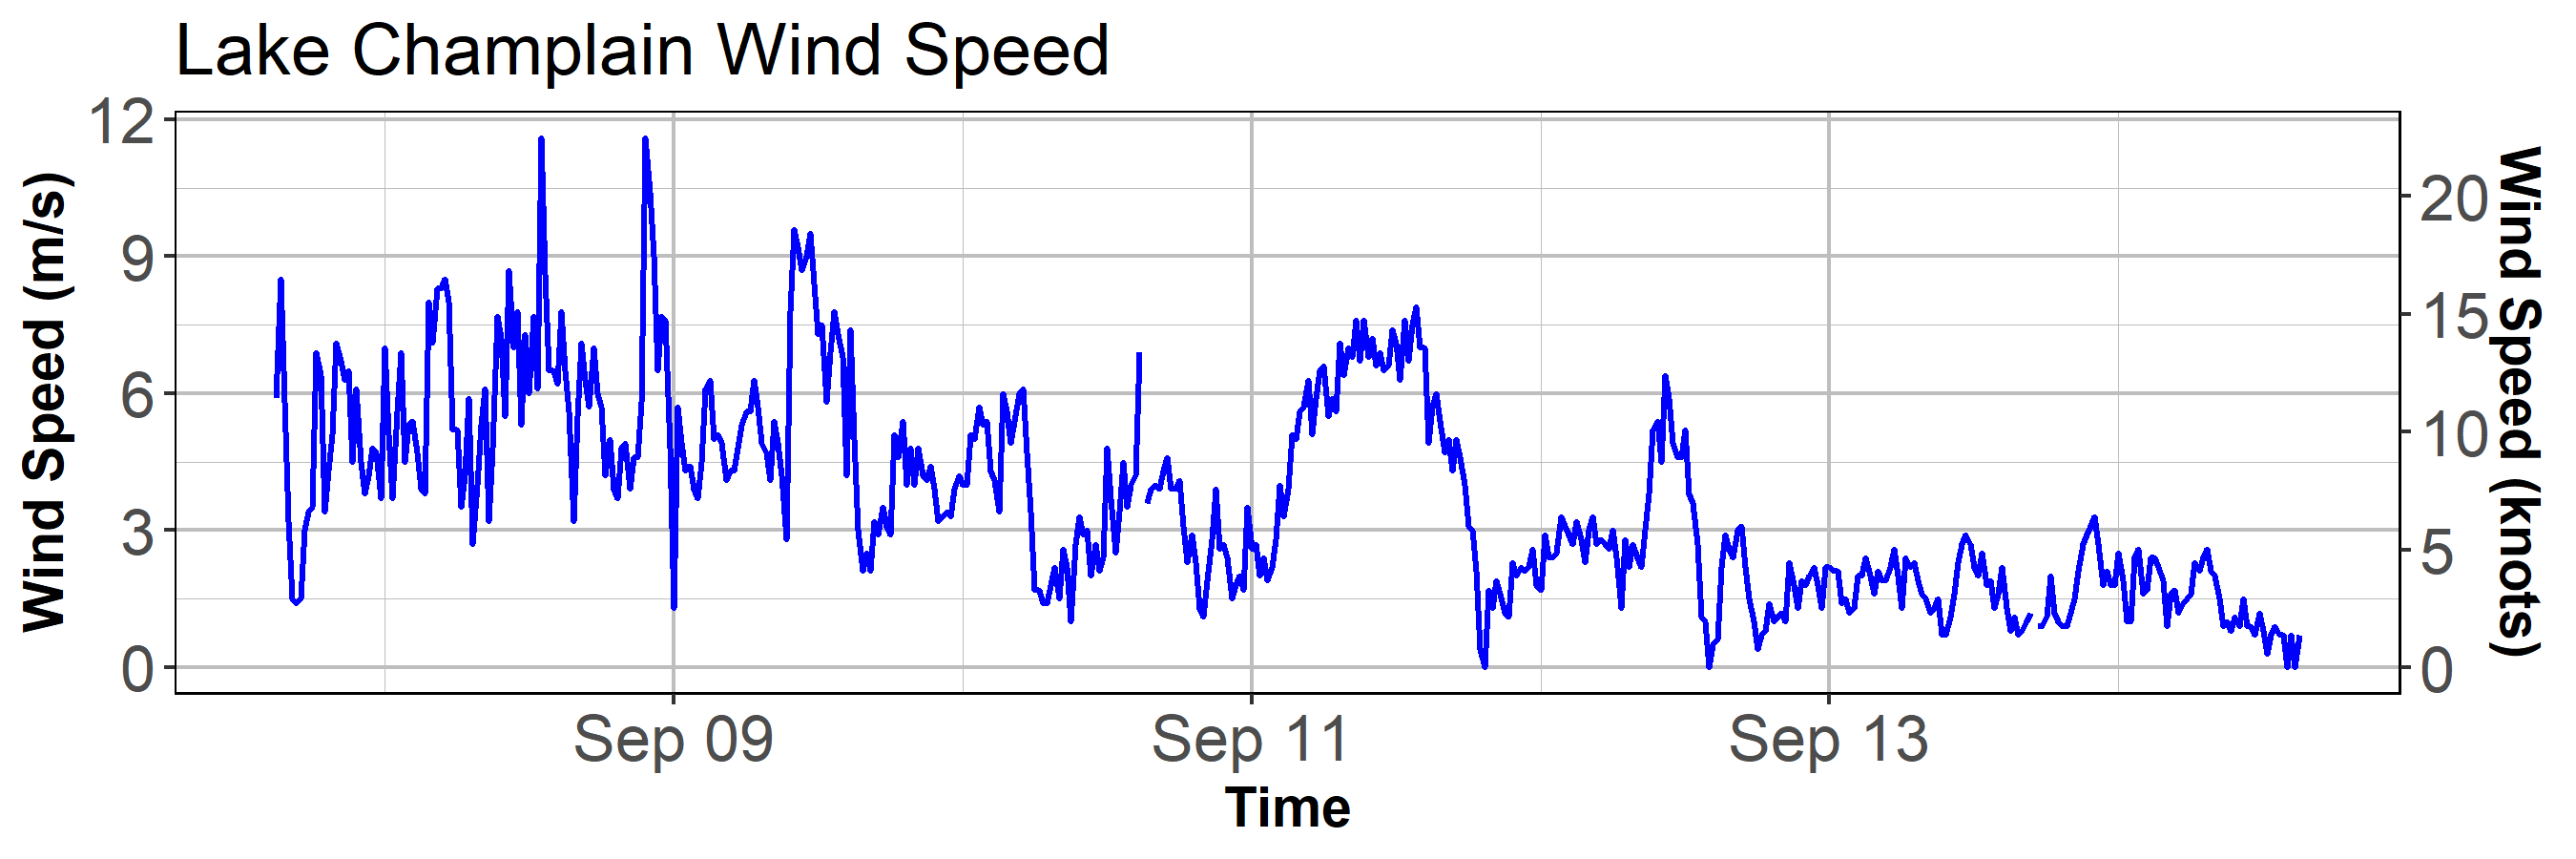 Lake Champlain Wind Speed
Wind Speed (m/s)
12
9
6
3
0
20
15
10
5
0
Wind Speed (knots)
Sep 09
Sep 11
Sep 13
Time